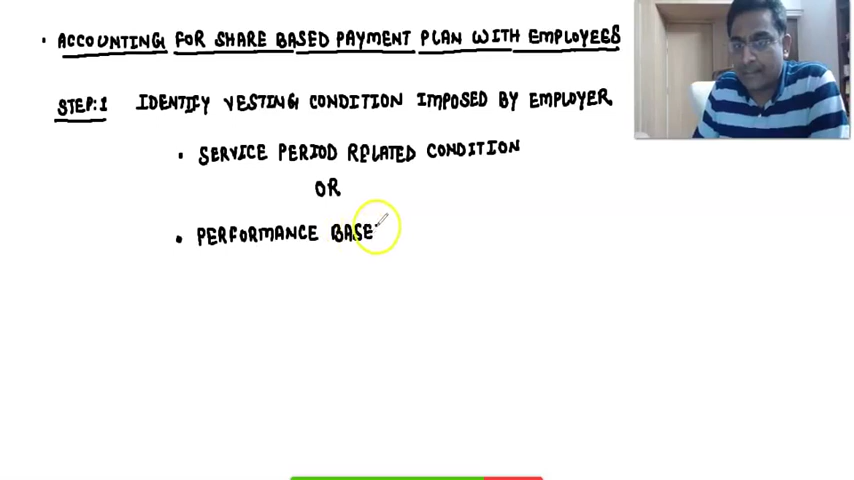 • ACCOUNTING FOR SHARE BASED PAYMENT PLAN WITH EMPLOYEES
STEP:1 IDENTIFY VESTING CONDITION IMPOSED BY EMPLOYER
• SERVICE PERIOD RELATED CONDITION
OR
• PERFORMANCE BASE